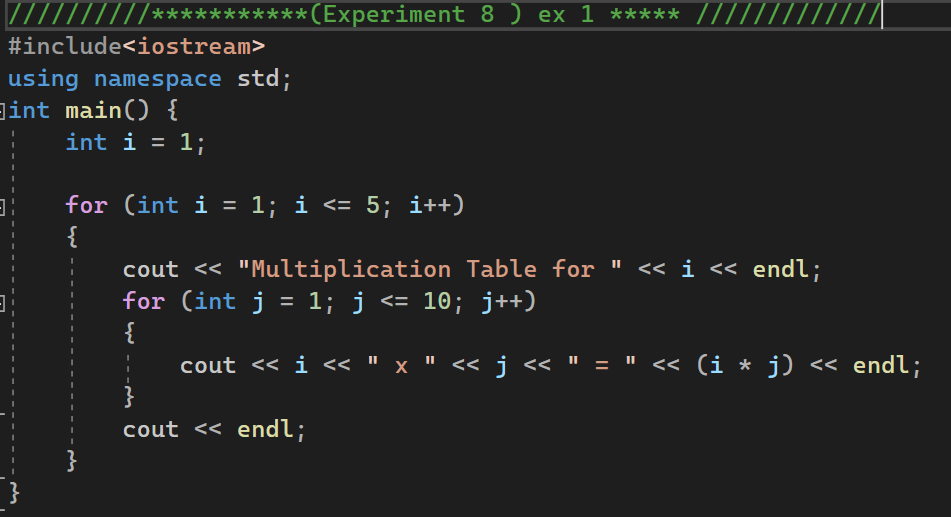 //////////***********(Experiment 8 ) ex 1 ***** /////////////
#include<iostream>
using namespace std;
int main() {
    int i = 1;

    for (int i = 1; i <= 5; i++)
    {
        cout << "Multiplication Table for " << i << endl;
        for (int j = 1; j <= 10; j++)
        {
            cout << i << " x " << j << " = " << (i * j) << endl;
        }
        cout << endl;
    }
}